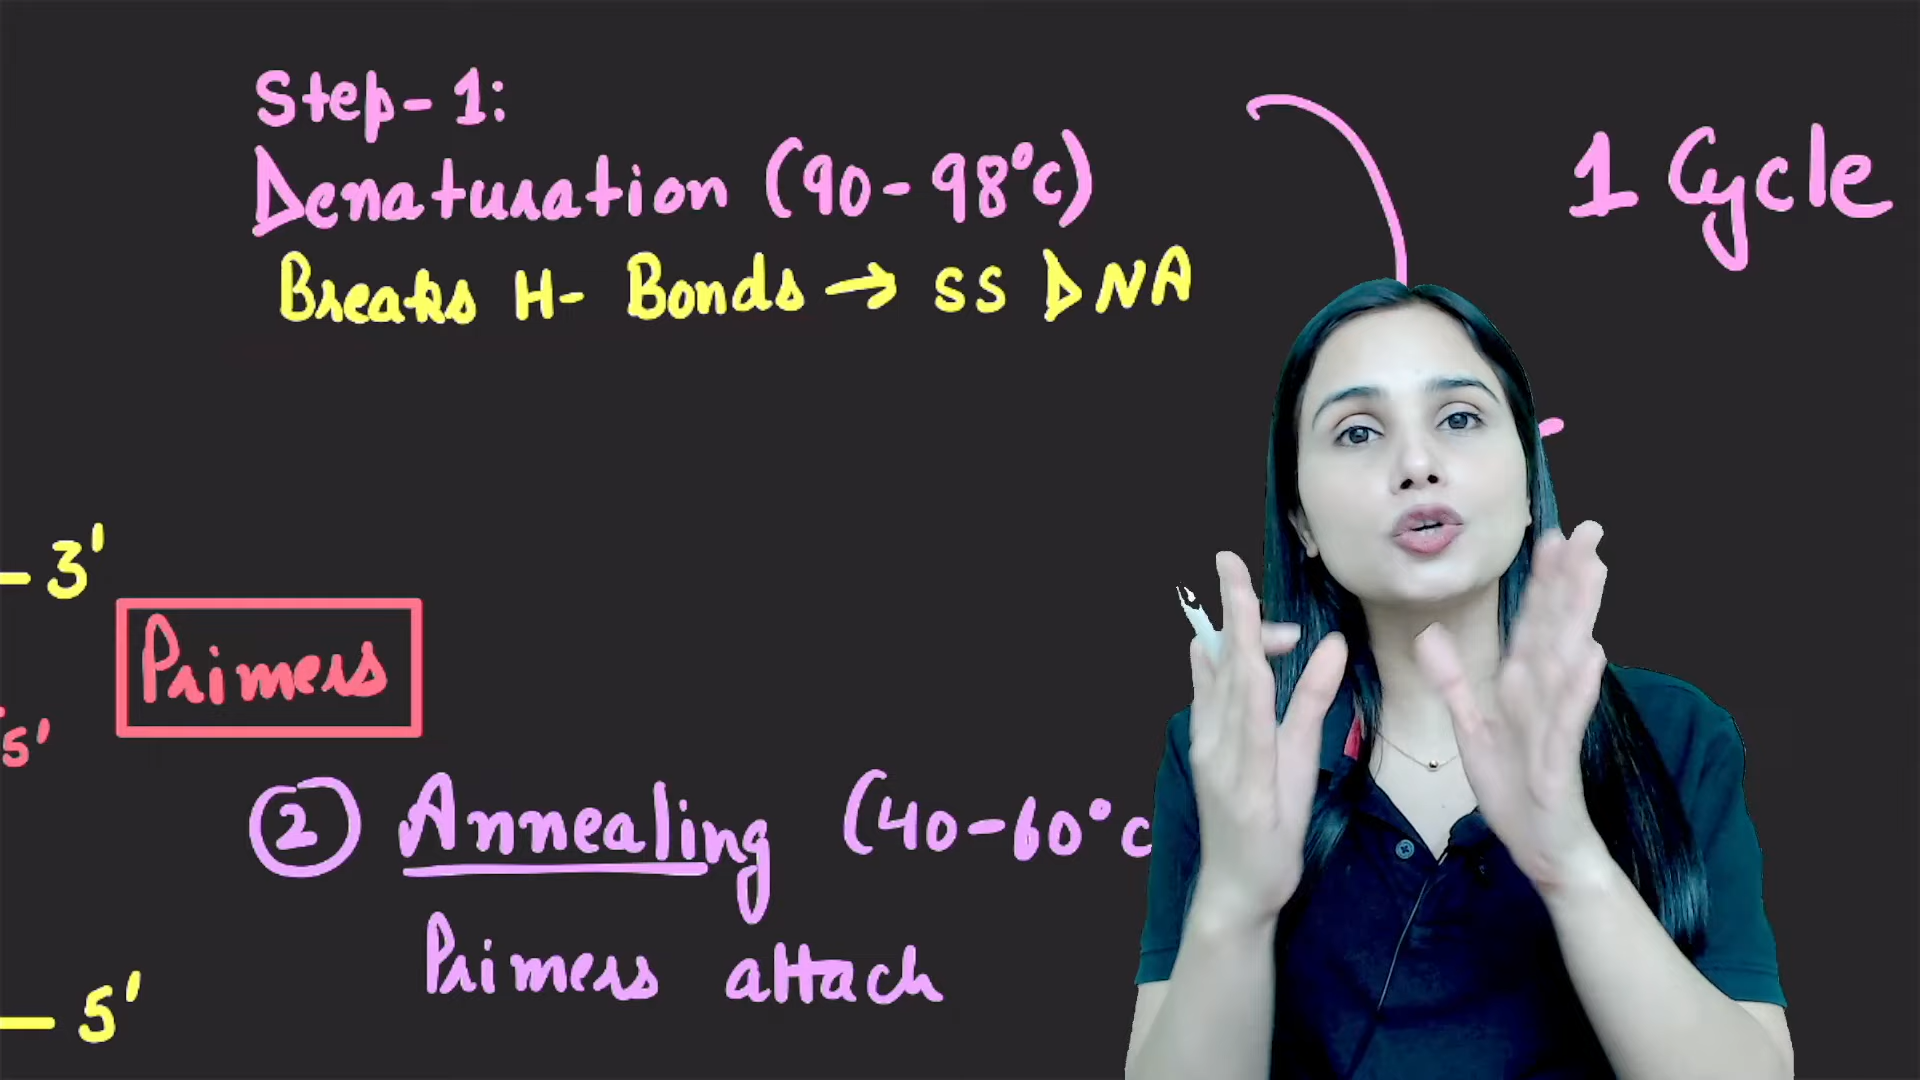 Step-1:
Denaturation (90-98°C)
Breaks H- Bonds → SS DNA
1 Cycle
3'
Primers
5'
② Annealing (40-60°C
Primers attach
5'